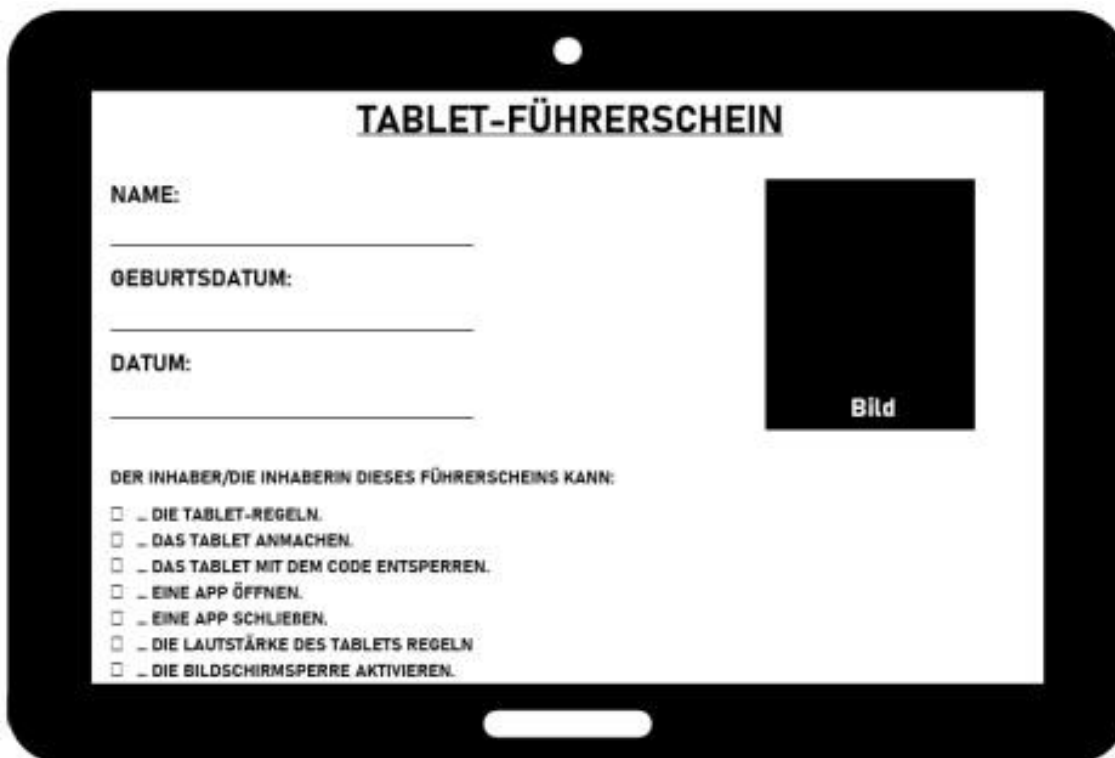 TABLET-FÜHRERSCHEIN
NAME:
GEBURTSDATUM:
DATUM:
Bild
DER INHABER/DIE INHABERIN DIESES FÜHRERSCHEINS KANN:
☐ … DIE TABLET-REGELN.
☐ … DAS TABLET ANMACHEN.
☐ … DAS TABLET MIT DEM CODE ENTSPERREN.
☐ … EINE APP ÖFFNEN.
☐ … EINE APP SCHLIEßEN.
☐ … DIE LAUTSTÄRKE DES TABLETS REGELN
☐ … DIE BILDSCHIRMSPERRE AKTIVIEREN.